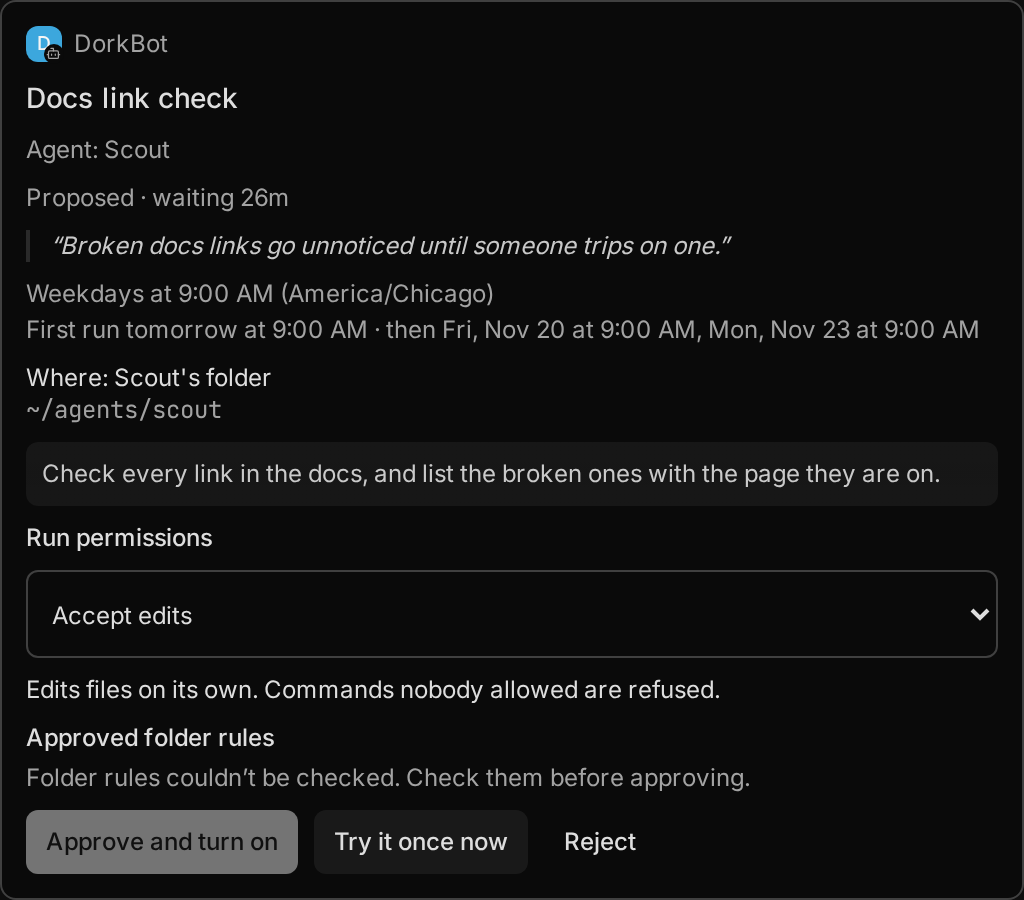 D
DorkBot
Docs link check
Agent: Scout
Proposed · waiting 26m
“Broken docs links go unnoticed until someone trips on one.”
Weekdays at 9:00 AM (America/Chicago)
First run tomorrow at 9:00 AM · then Fri, Nov 20 at 9:00 AM, Mon, Nov 23 at 9:00 AM
Where: Scout's folder
~/agents/scout
Check every link in the docs, and list the broken ones with the page they are on.
Run permissions
Accept edits
Edits files on its own. Commands nobody allowed are refused.
Approved folder rules
Folder rules couldn’t be checked. Check them before approving.
Approve and turn on
Try it once now
Reject